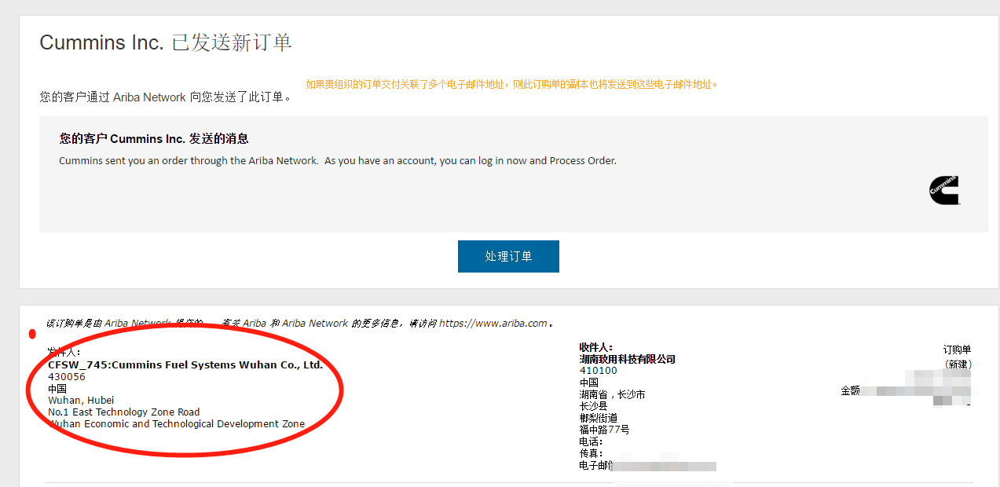 Cummins Inc. 已发送新订单
如果贵组织的订单交付关联了多个电子邮件地址，则此订购单的副本也将发送到这些电子邮件地址。
您的客户通过 Ariba Network 向您发送了此订单。
您的客户 Cummins Inc. 发送的消息
Cummins sent you an order through the Ariba Network. As you have an account, you can log in now and Process Order.
Cummins
处理订单
该订购单是由 Ariba Network 提交的。 有关 Ariba 和 Ariba Network 的更多信息，请访问 https://www.ariba.com。
发件人：
CFSW_745:Cummins Fuel Systems Wuhan Co., Ltd.
430056
中国
Wuhan, Hubei
No.1 East Technology Zone Road
Wuhan Economic and Technological Development Zone
收件人：
湖南致用科技有限公司
410100
中国
湖南省，长沙市
长沙县
榔梨街道
福中路77号
电话：
传真：
电子邮件
订购单
（新建）
金额